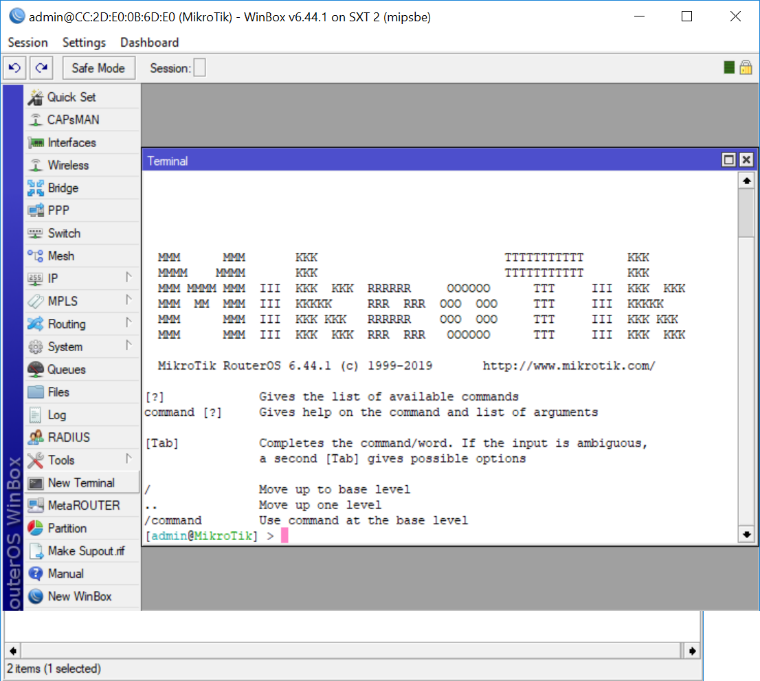 admin@CC:2D:E0:0B:6D:E0 (MikroTik) - WinBox v6.44.1 on SXT 2 (mipsbe)
Session Settings Dashboard
Safe Mode Session:
Quick Set
CAPsMAN
Interfaces
Wireless
Bridge
PPP
Switch
Mesh
IP
MPLS
Routing
System
Queues
Files
Log
RADIUS
Tools
New Terminal
MetaROUTER
Partition
Make Supout.rif
Manual
New WinBox
outerOS WinBox
Terminal
MMM      MMM       KKK                          TTTTTTTTTTT      KKK
MMMM    MMMM       KKK                          TTTTTTTTTTT      KKK
MMM MMMM MMM  III  KKK  KKK  RRRRRR     OOOOOO      TTT     III  KKK  KKK
MMM  MM  MMM  III  KKKKK     RRR  RRR  OOO  OOO     TTT     III  KKKKK
MMM      MMM  III  KKK KKK   RRRRRR    OOO  OOO     TTT     III  KKK KKK
MMM      MMM  III  KKK  KKK  RRR  RRR   OOOOOO      TTT     III  KKK  KKK
MikroTik RouterOS 6.44.1 (c) 1999-2019       http://www.mikrotik.com/
[?]             Gives the list of available commands
command [?]     Gives help on the command and list of arguments
[Tab]           Completes the command/word. If the input is ambiguous,
a second [Tab] gives possible options
/               Move up to base level
..              Move up one level
/command        Use command at the base level
[admin@MikroTik] >
2 items (1 selected)